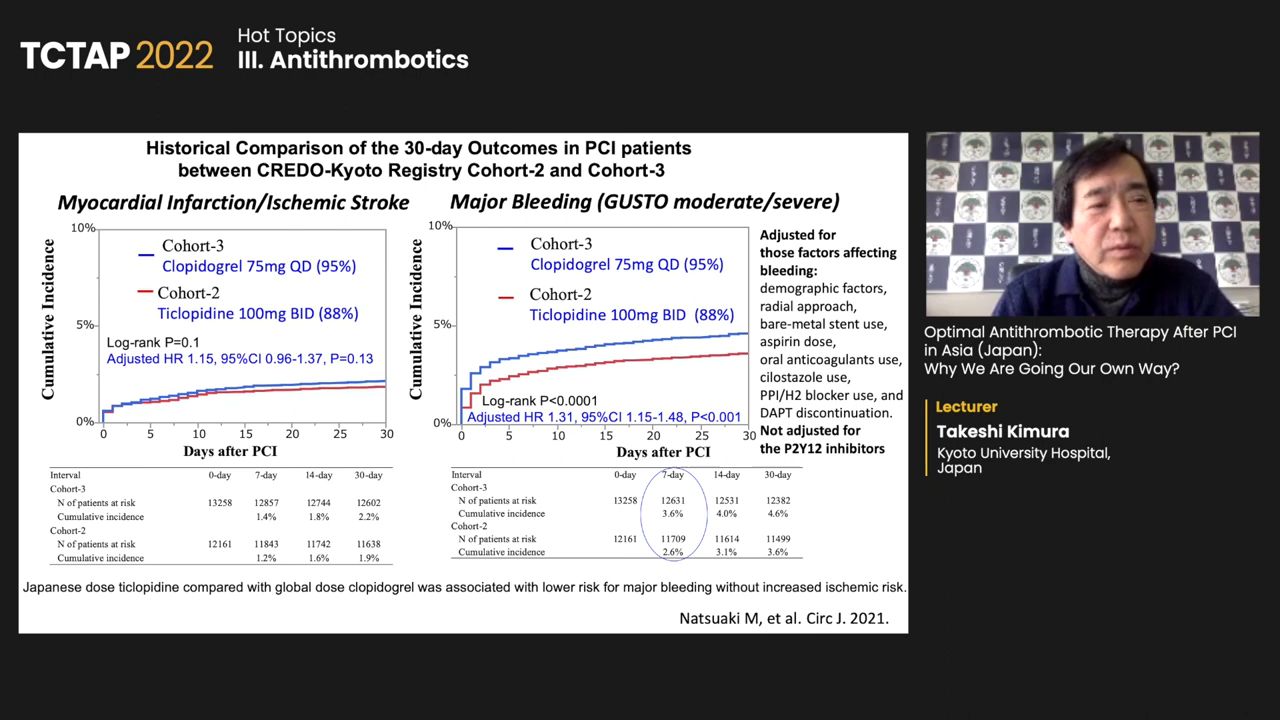 TCTAP 2022
Hot Topics
III. Antithrombotics
Historical Comparison of the 30-day Outcomes in PCI patients
between CREDO-Kyoto Registry Cohort-2 and Cohort-3
Myocardial Infarction/Ischemic Stroke
10%
5%
0%
Cumulative Incidence
Cohort-3
Clopidogrel 75mg QD (95%)
Cohort-2
Ticlopidine 100mg BID (88%)
Log-rank P=0.1
Adjusted HR 1.15, 95%CI 0.96-1.37, P=0.13
0 5 10 15 20 25 30
Days after PCI
Interval 0-day 7-day 14-day 30-day
Cohort-3
N of patients at risk 13258 12857 12744 12602
Cumulative incidence 1.4% 1.8% 2.2%
Cohort-2
N of patients at risk 12161 11843 11742 11638
Cumulative incidence 1.2% 1.6% 1.9%
Major Bleeding (GUSTO moderate/severe)
10%
5%
0%
Cumulative Incidence
Cohort-3
Clopidogrel 75mg QD (95%)
Cohort-2
Ticlopidine 100mg BID (88%)
Log-rank P<0.0001
Adjusted HR 1.31, 95%CI 1.15-1.48, P<0.001
0 5 10 15 20 25 30
Days after PCI
Interval 0-day 7-day 14-day 30-day
Cohort-3
N of patients at risk 13258 12631 12531 12382
Cumulative incidence 3.6% 4.0% 4.6%
Cohort-2
N of patients at risk 12161 11709 11614 11499
Cumulative incidence 2.6% 3.1% 3.6%
Adjusted for
those factors affecting
bleeding:
demographic factors,
radial approach,
bare-metal stent use,
aspirin dose,
oral anticoagulants use,
cilostazole use,
PPI/H2 blocker use, and
DAPT discontinuation.
Not adjusted for
the P2Y12 inhibitors
Japanese dose ticlopidine compared with global dose clopidogrel was associated with lower risk for major bleeding without increased ischemic risk.
Natsuaki M, et al. Circ J. 2021.
Optimal Antithrombotic Therapy After PCI
in Asia (Japan):
Why We Are Going Our Own Way?
Lecturer
Takeshi Kimura
Kyoto University Hospital,
Japan